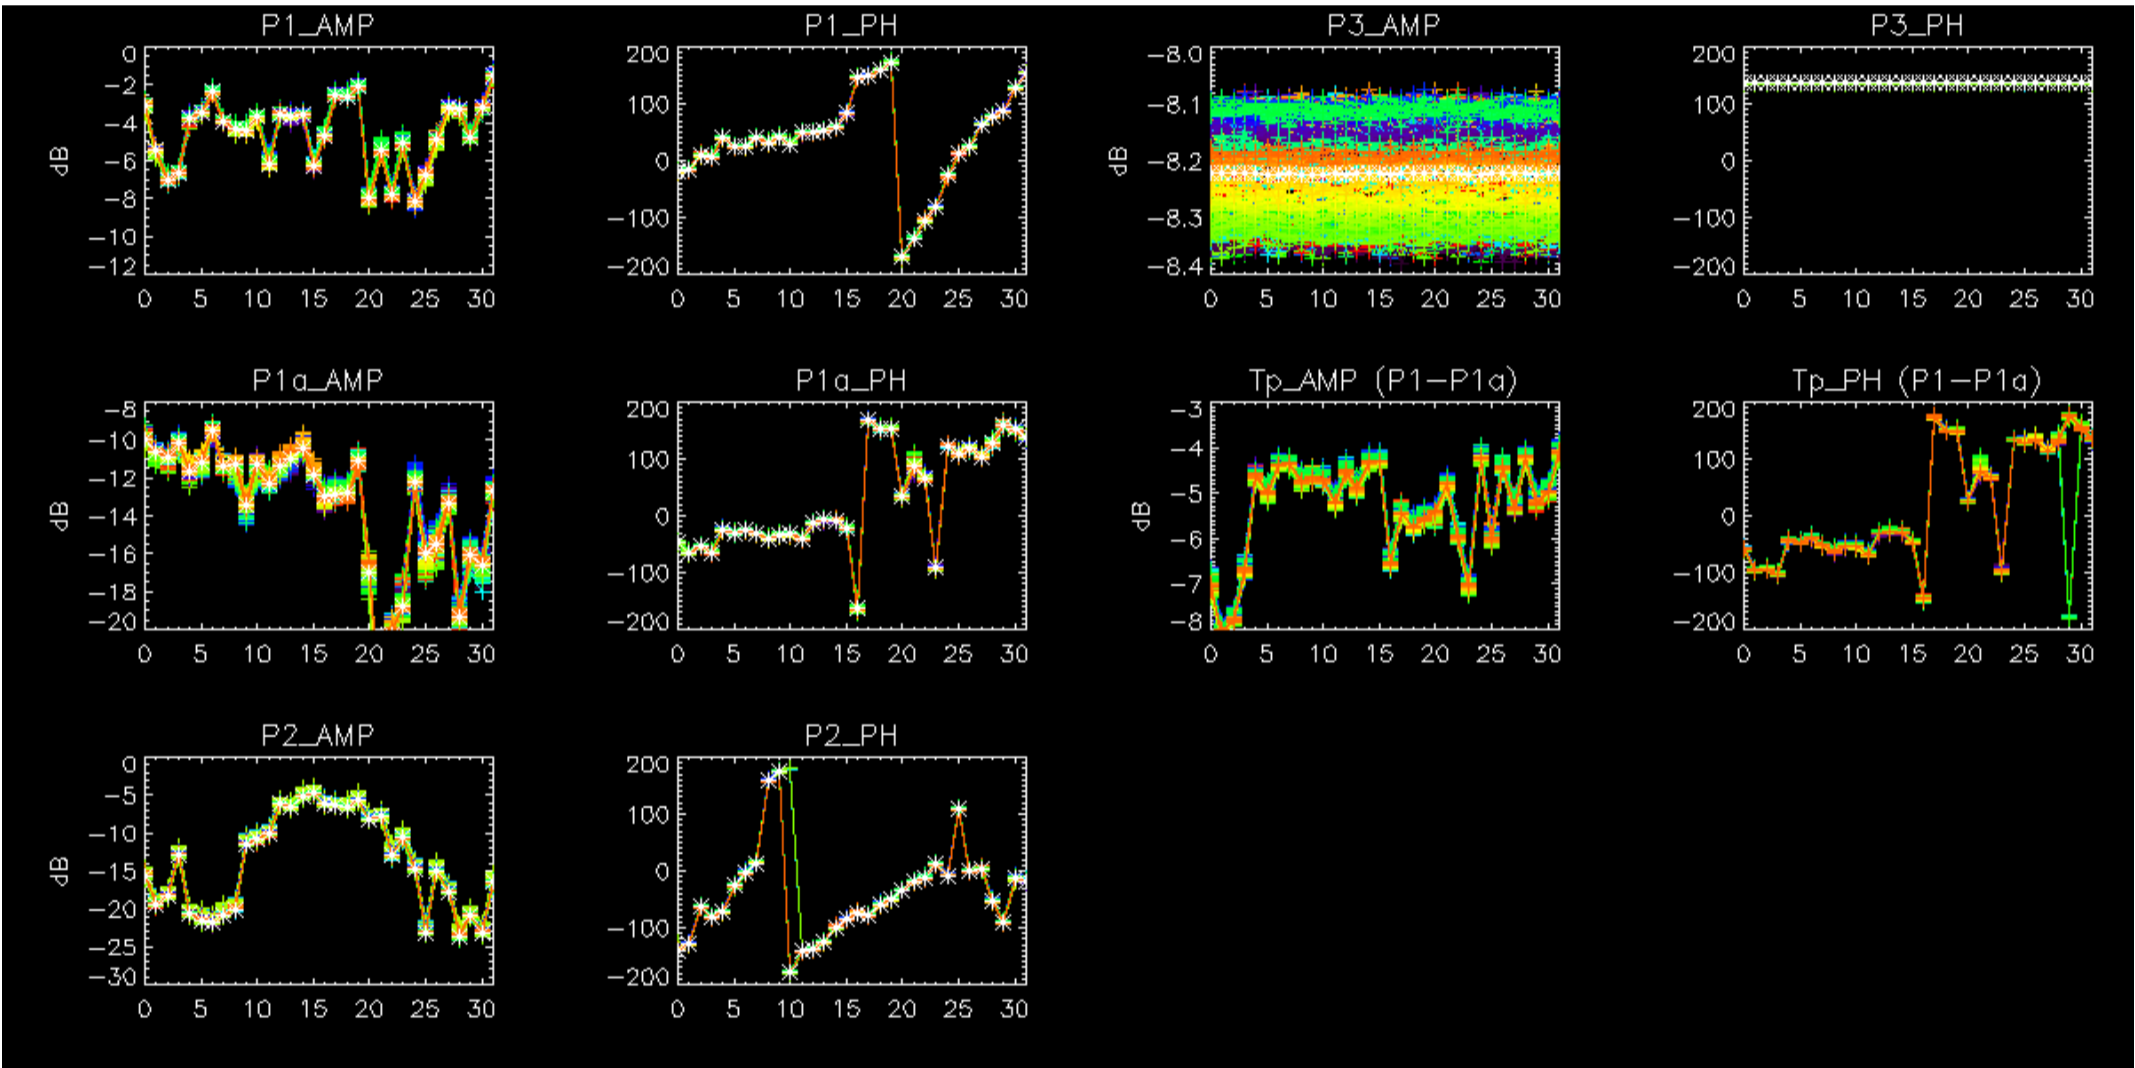 P1_AMP
dB
0
−2
−4
−6
−8
−10
−12
0 5 10 15 20 25 30
P1_PH
200
100
0
−100
−200
0 5 10 15 20 25 30
P3_AMP
dB
−8.0
−8.1
−8.2
−8.3
−8.4
0 5 10 15 20 25 30
P3_PH
200
100
0
−100
−200
0 5 10 15 20 25 30
P1a_AMP
dB
−8
−10
−12
−14
−16
−18
−20
0 5 10 15 20 25 30
P1a_PH
200
100
0
−100
−200
0 5 10 15 20 25 30
Tp_AMP (P1−P1a)
dB
−3
−4
−5
−6
−7
−8
0 5 10 15 20 25 30
Tp_PH (P1−P1a)
200
100
0
−100
−200
0 5 10 15 20 25 30
P2_AMP
dB
0
−5
−10
−15
−20
−25
−30
0 5 10 15 20 25 30
P2_PH
200
100
0
−100
−200
0 5 10 15 20 25 30